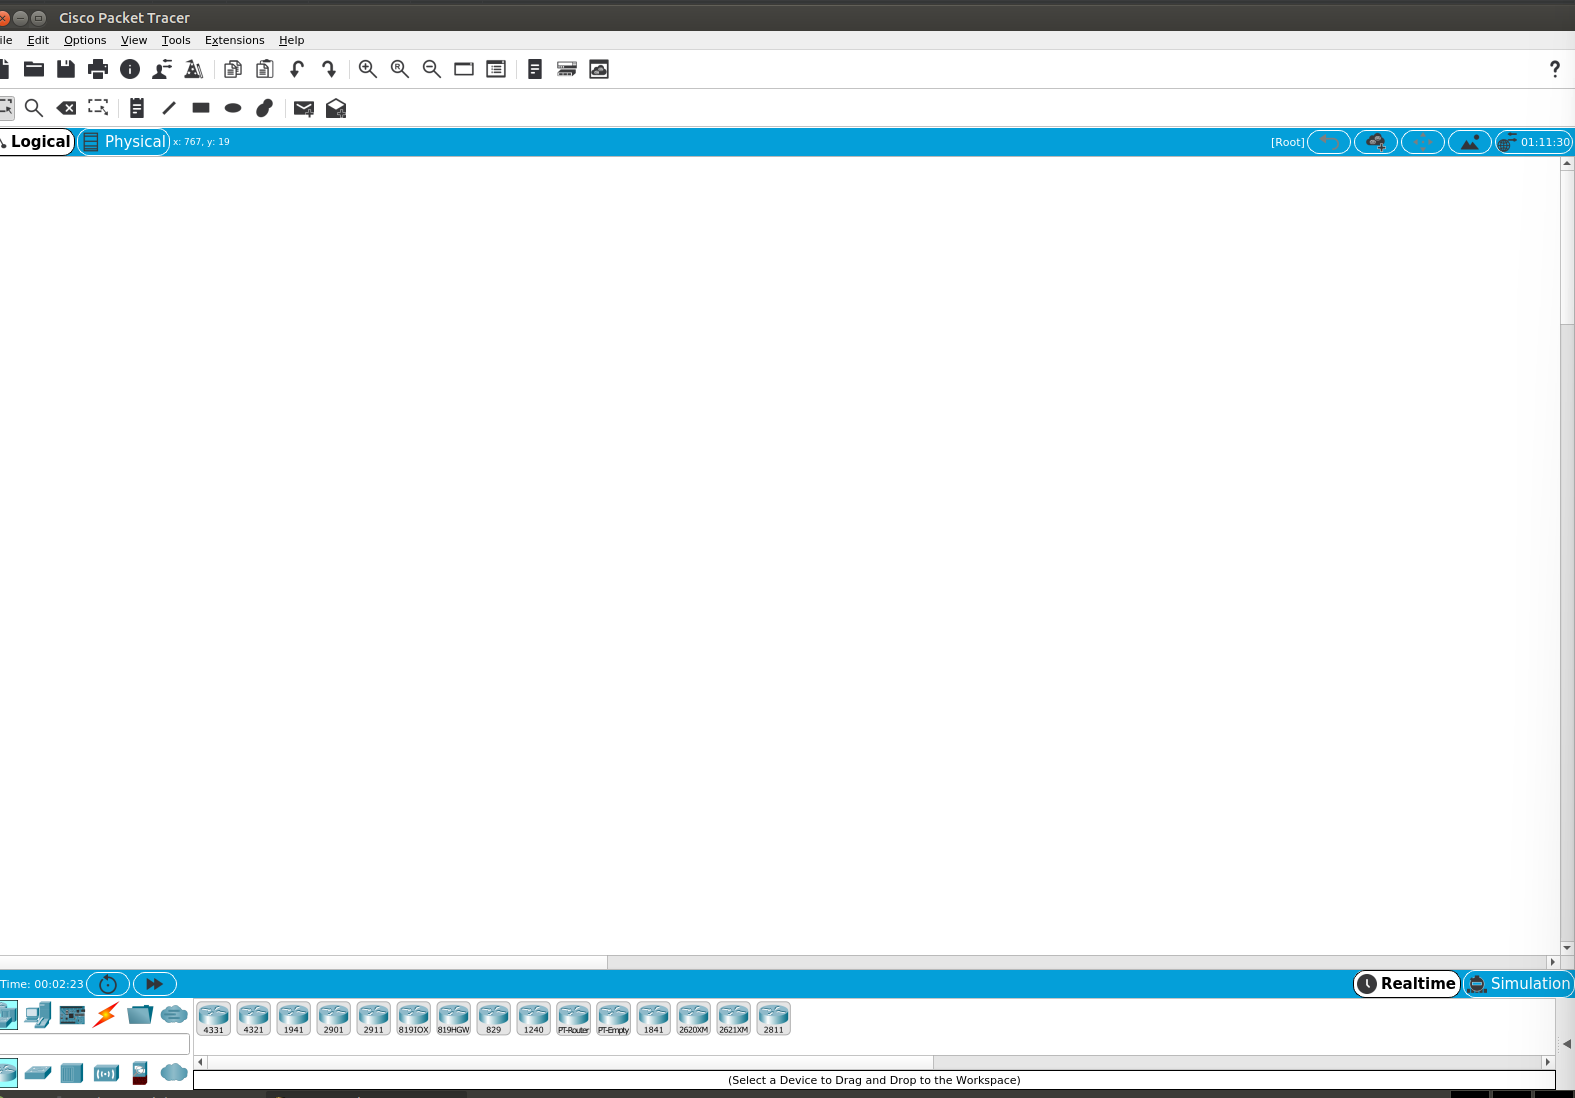 Cisco Packet Tracer
ile Edit Options View Tools Extensions Help
R
?
Logical Physical x: 767, y: 19 [Root] 01:11:30
Time: 00:02:23 Realtime Simulation
4331 4321 1941 2901 2911 819IOX 819HGW 829 1240 PT-Router PT-Empty 1841 2620XM 2621XM 2811
(Select a Device to Drag and Drop to the Workspace)